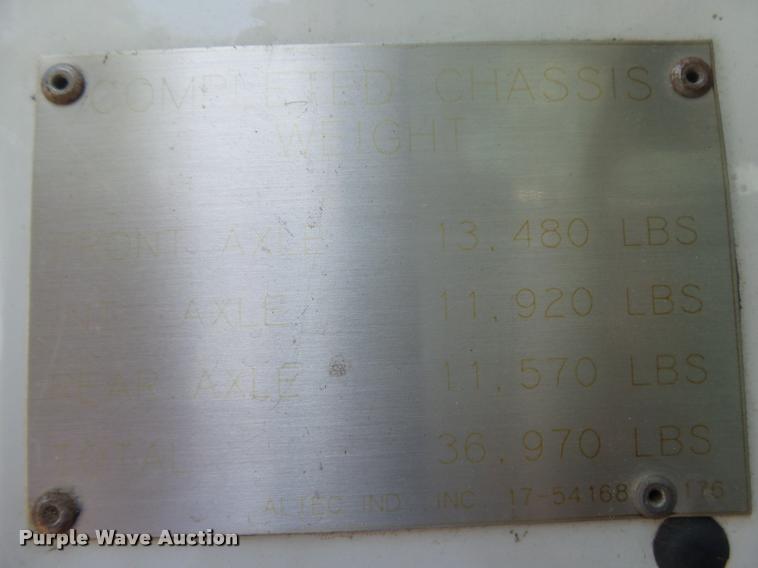 COMPLETED CHASSIS
WEIGHT
FRONT AXLE 13,480 LBS
INT. AXLE 11,920 LBS
REAR AXLE 11,570 LBS
TOTAL 36,970 LBS
ALTEC IND. INC. 17-54168 176
Purple Wave Auction